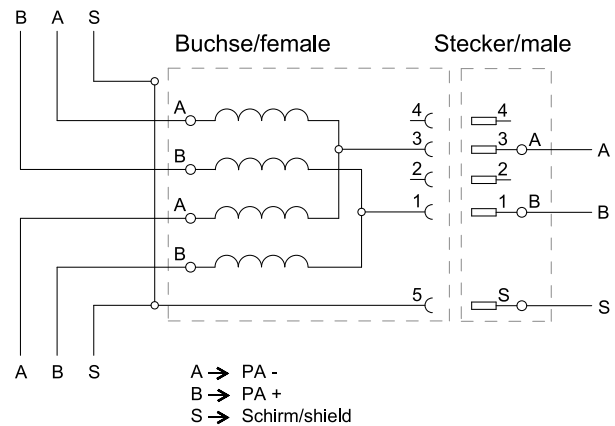 B A S
Buchse/female Stecker/male
A 4 4
3 3 A A
B 2 2
A 1 1 B B
B
5 S S
A B S
A → PA -
B → PA +
S → Schirm/shield